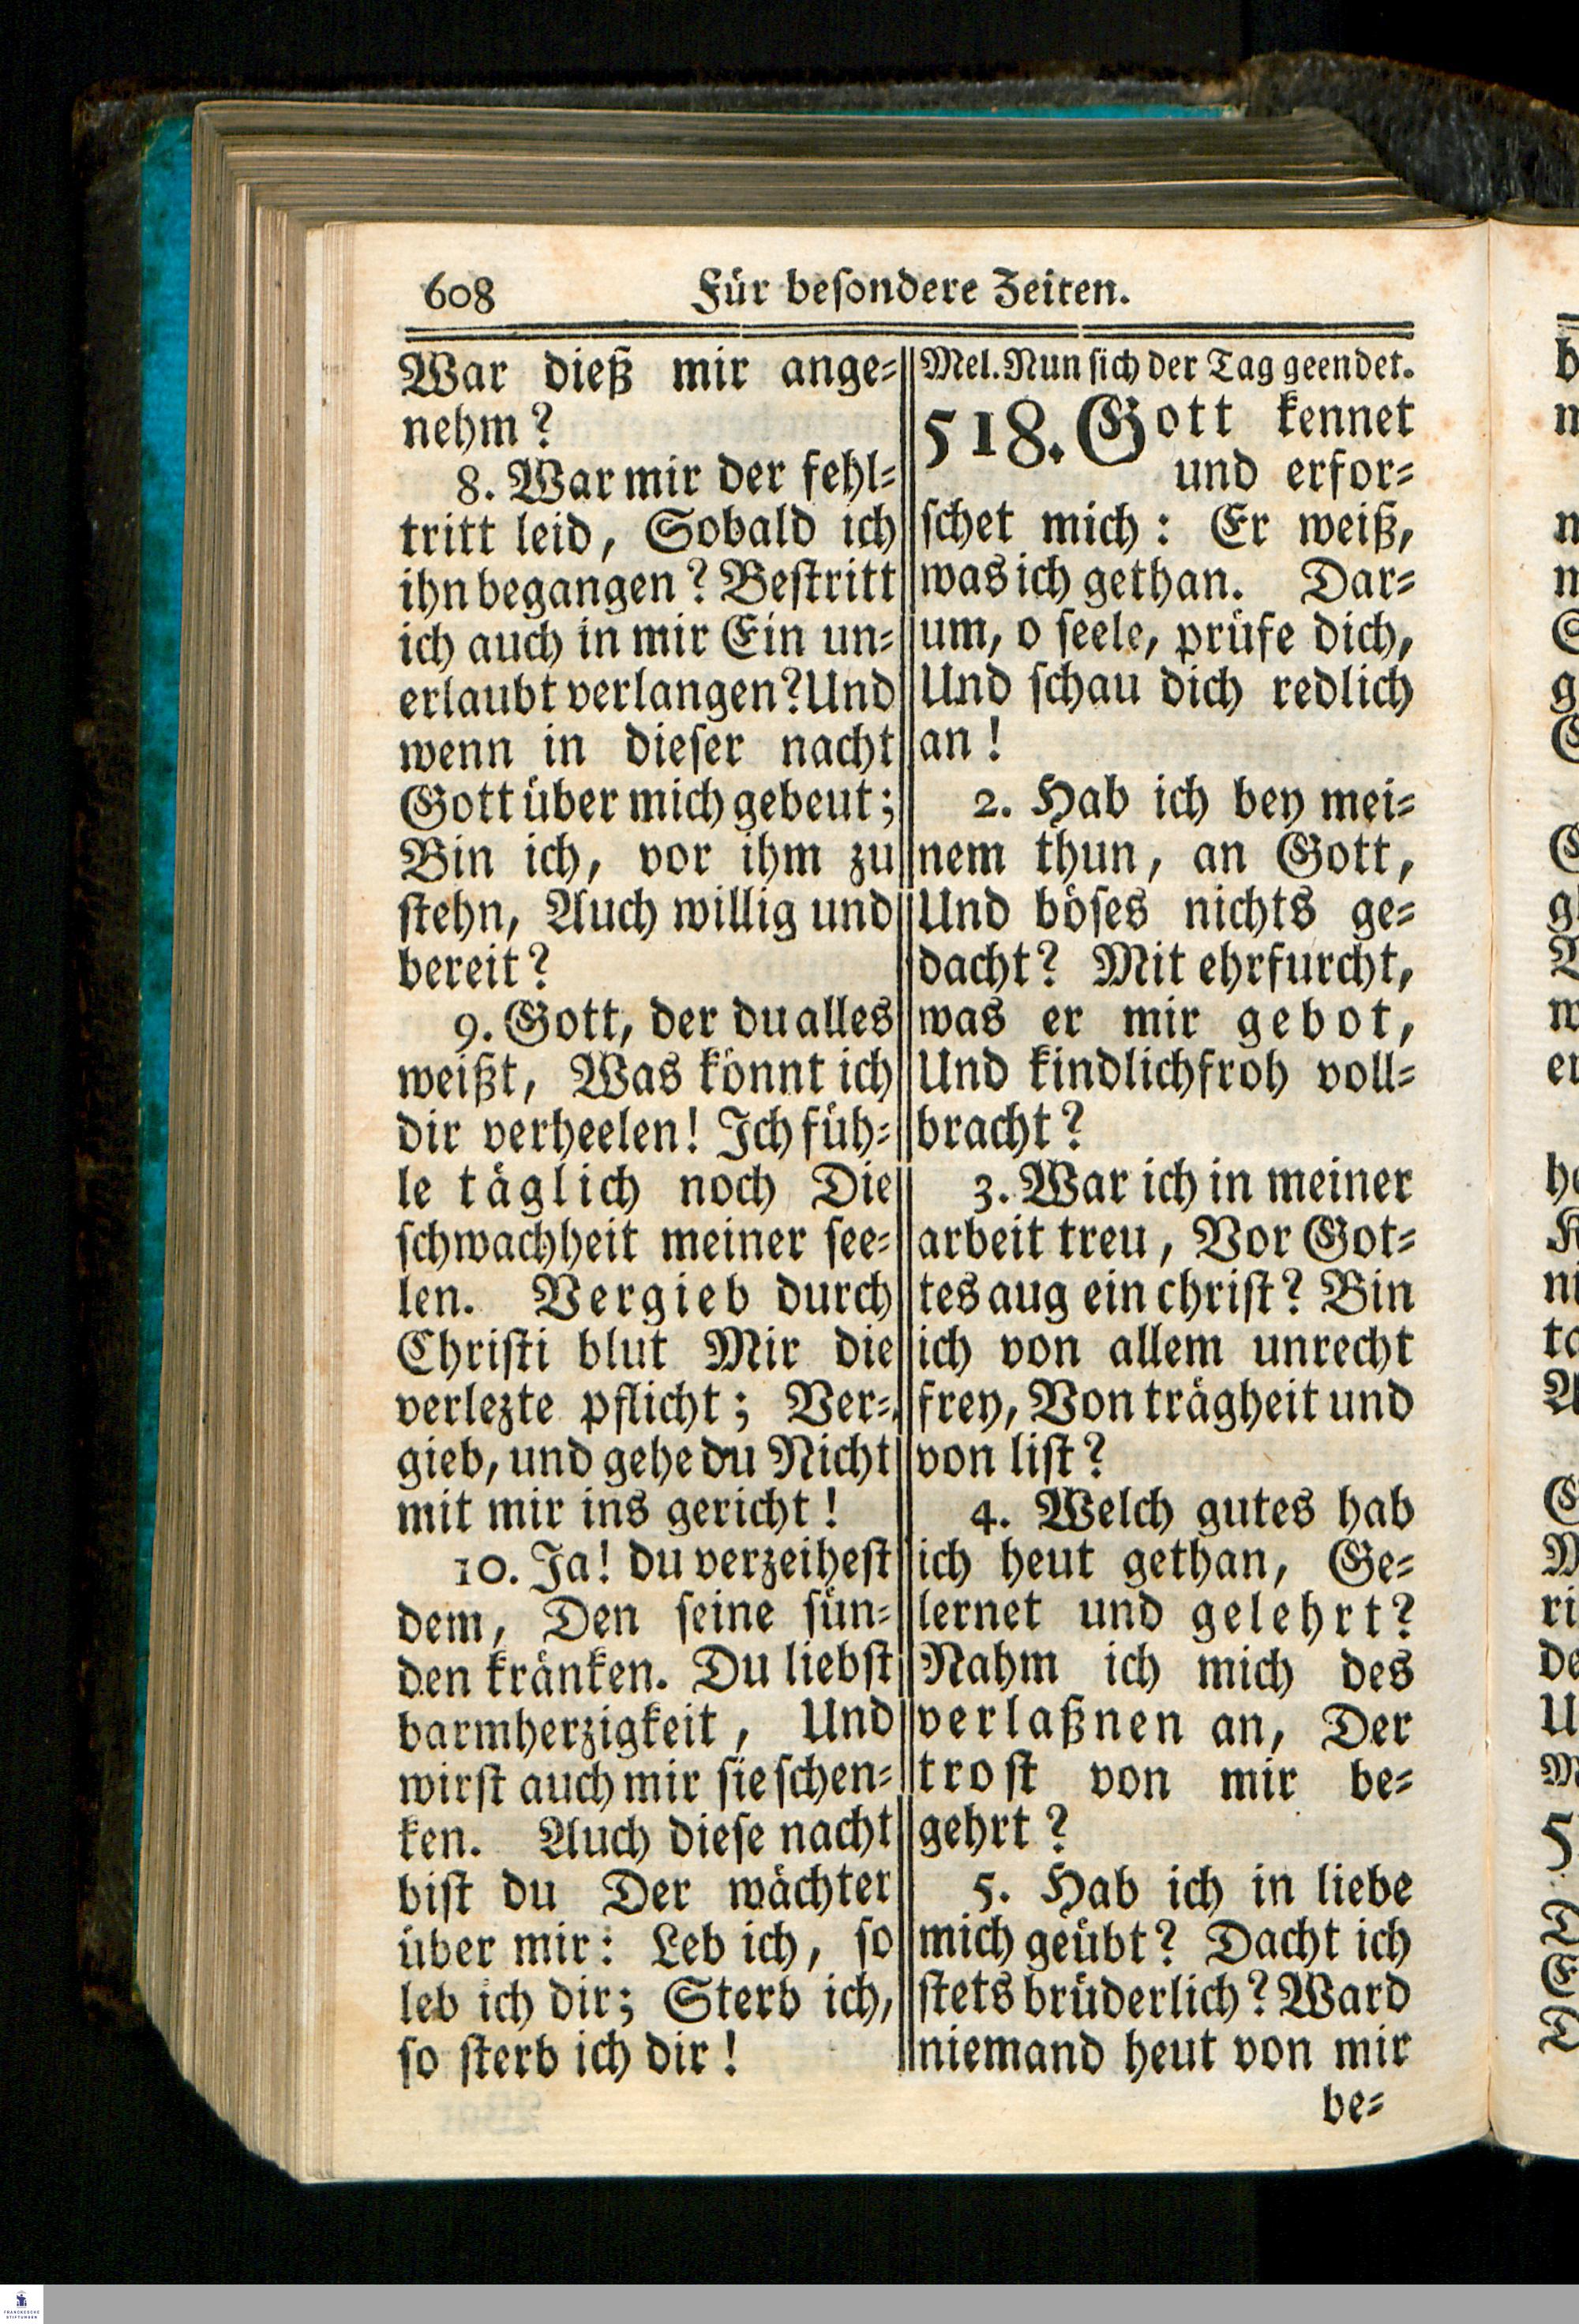 608 Für beſondere Zeiten.
War dieß mir ange⸗
nehm?
8. War mir der fehl⸗
tritt leid, Sobald ich
ihn begangen? Beſtritt
ich auch in mir Ein un⸗
erlaubt verlangen? Und
wenn in dieſer nacht
Gott über mich gebeut;
Bin ich, vor ihm zu
ſtehn, Auch willig und
bereit?
9. Gott, der du alles
weißt, Was könnt ich
dir verheelen! Ich füh⸗
le täglich noch Die
ſchwachheit meiner ſee⸗
len. Vergieb durch
Chriſti blut Mir die
verlezte pflicht; Ver⸗
gieb, und gehe du Nicht
mit mir ins gericht!
10. Ja! du verzeiheſt
dem, Den ſeine ſün⸗
den kränken. Du liebſt
barmherzigkeit, Und
wirſt auch mir ſie ſchen⸗
ken. Auch dieſe nacht
biſt du Der wächter
über mir: Leb ich, ſo
leb ich dir; Sterb ich,
ſo ſterb ich dir!
Mel. Nun ſich der Tag geendet.
518. Gott kennet
und erfor⸗
ſchet mich: Er weiß,
was ich gethan. Dar⸗
um, o ſeele, prüfe dich,
Und ſchau dich redlich
an!
2. Hab ich bey mei⸗
nem thun, an Gott,
Und böſes nichts ge⸗
dacht? Mit ehrfurcht,
was er mir gebot,
Und kindlichfroh voll⸗
bracht?
3. War ich in meiner
arbeit treu, Vor Got⸗
tes aug ein chriſt? Bin
ich von allem unrecht
frey, Von trägheit und
von liſt?
4. Welch gutes hab
ich heut gethan, Ge⸗
lernet und gelehrt?
Nahm ich mich des
verlaßnen an, Der
troſt von mir be⸗
gehrt?
5. Hab ich in liebe
mich geübt? Dacht ich
ſtets brüderlich? Ward
niemand heut von mir
be⸗